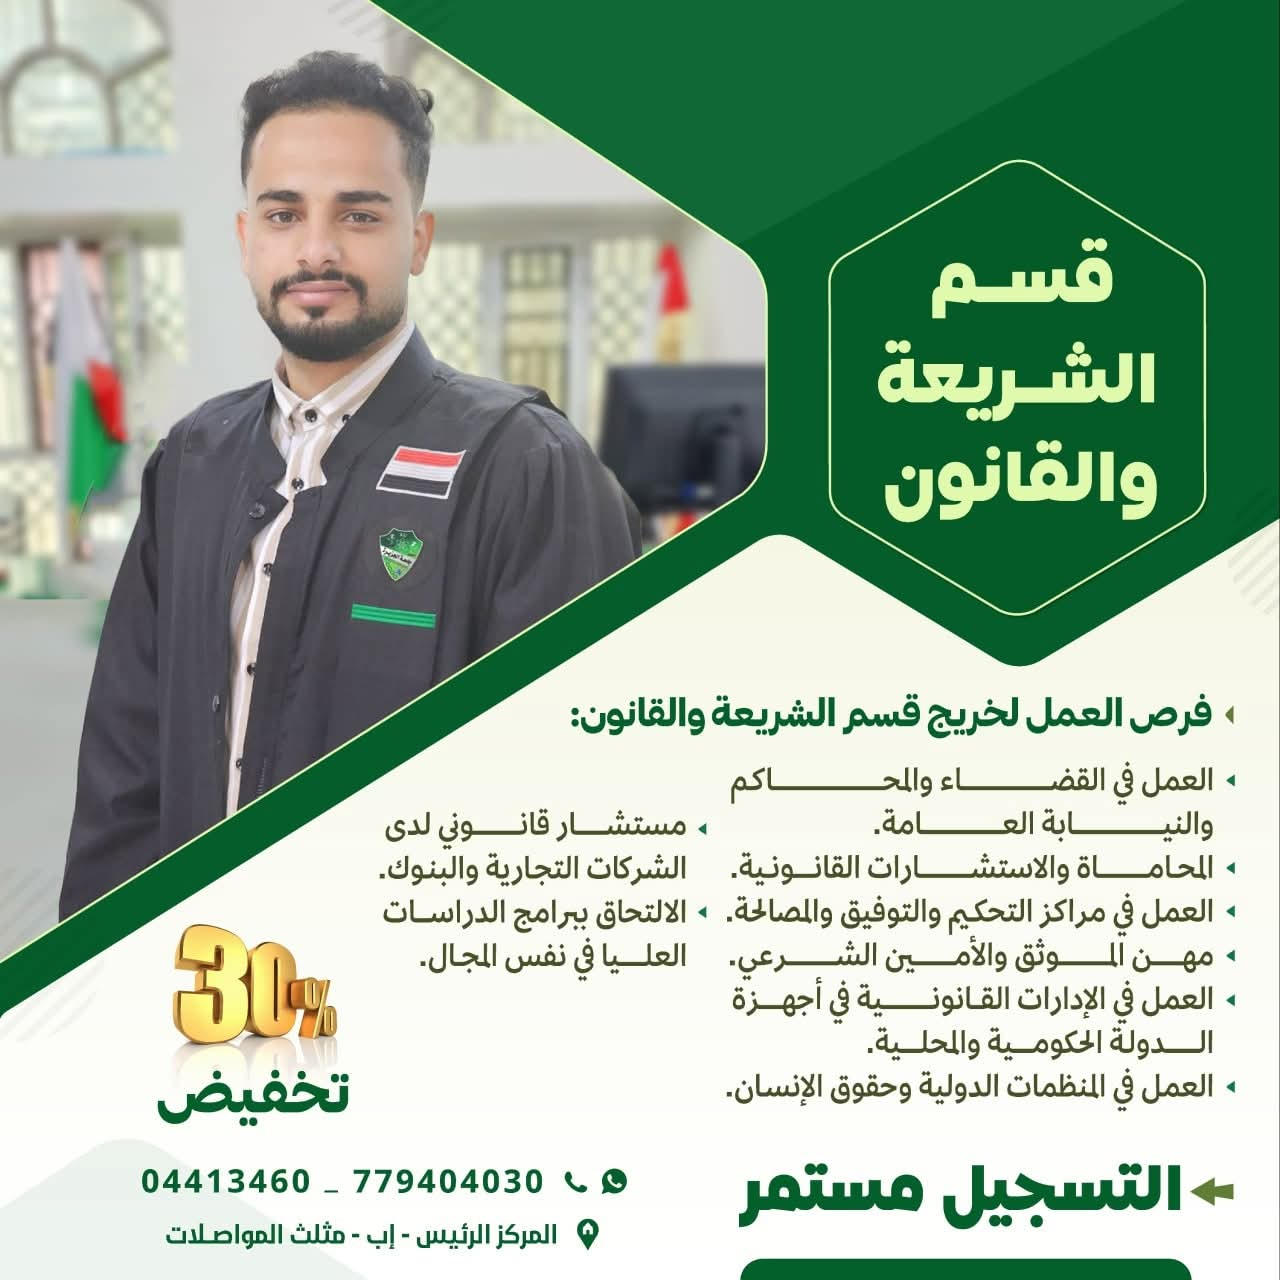 قسم
الشريعة
والقانون
فرص العمل لخريج قسم الشريعة والقانون:
العمل في القضاء والمحاكم
والنيابة العامة.
المحاماة والاستشارات القانونية.
العمل في مراكز التحكيم والتوفيق والمصالحة.
مهن الموثق والأمين الشرعي.
العمل في الإدارات القانونية في أجهزة
الدولة الحكومية والمحلية.
العمل في المنظمات الدولية وحقوق الإنسان.
مستشار قانوني لدى
الشركات التجارية والبنوك.
الالتحاق ببرامج الدراسات
العليا في نفس المجال.
30%
تخفيض
التسجيل مستمر
779404030 _ 04413460
المركز الرئيس - إب - مثلث المواصلات